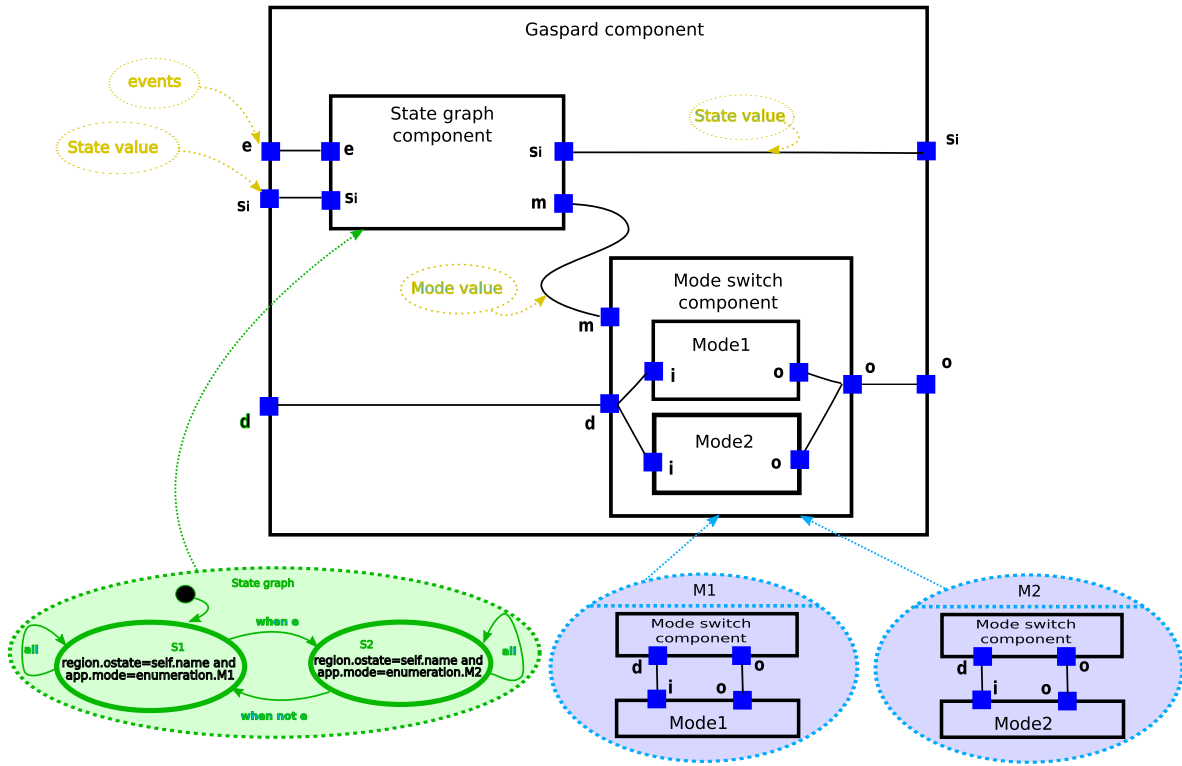 Gaspard component
events
State value
State graph
component
State value
e
e
si
si
si
si
m
Mode value
m
Mode switch
component
Mode1
i
o
o
o
d
d
Mode2
i
o
State graph
all
S1
region.ostate=self.name and
app.mode=enumeration.M1
when e
when not e
S2
region.ostate=self.name and
app.mode=enumeration.M2
all
M1
Mode switch
component
d
o
i
o
Mode1
M2
Mode switch
component
d
o
i
o
Mode2